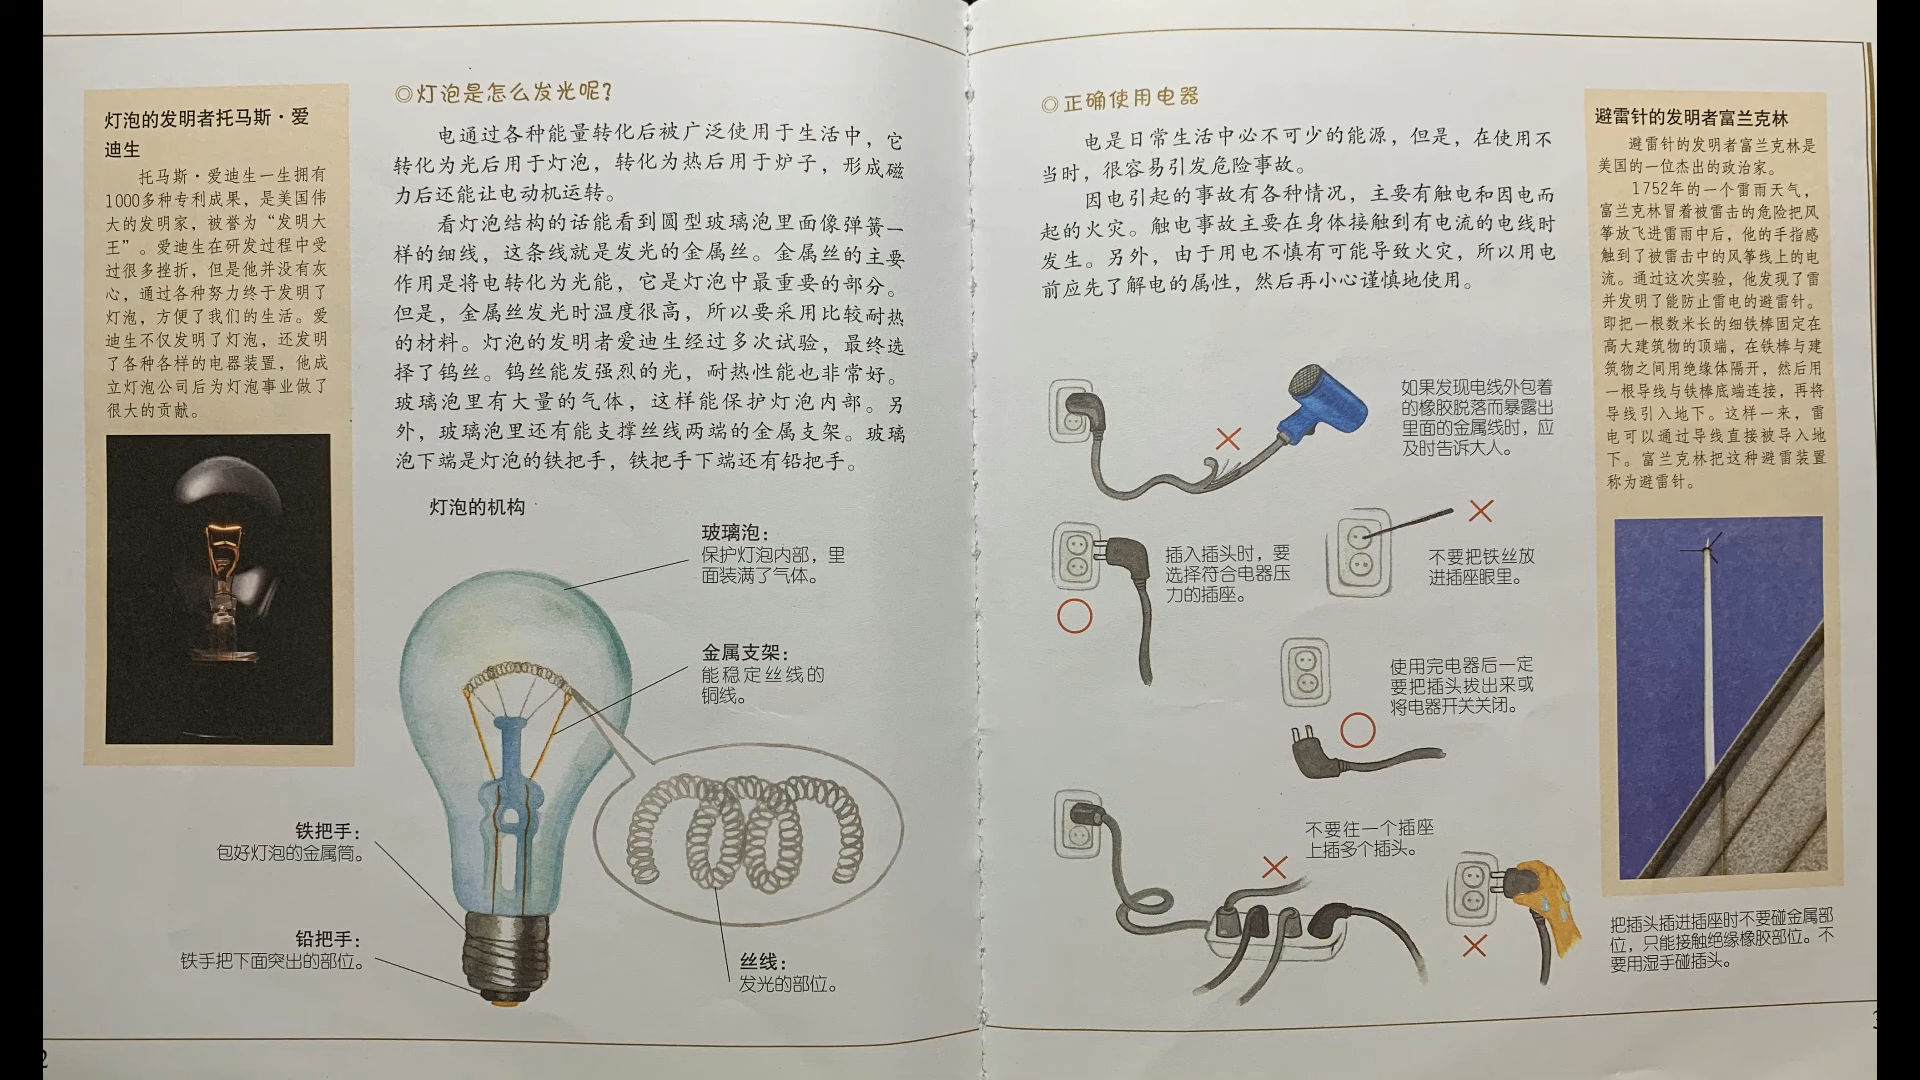 灯泡的发明者托马斯·爱
迪生
托马斯·爱迪生一生拥有
1000多种专利成果，是美国伟
大的发明家，被誉为“发明大
王”。爱迪生在研发过程中受
过很多挫折，但是他并没有灰
心，通过各种努力终于发明了
灯泡，方便了我们的生活。爱
迪生不仅发明了灯泡，还发明
了各种各样的电器装置，他成
立灯泡公司后为灯泡事业做了
很大的贡献。
◎灯泡是怎么发光呢？
电通过各种能量转化后被广泛使用于生活中，它
转化为光后用于灯泡，转化为热后用于炉子，形成磁
力后还能让电动机运转。
看灯泡结构的话能看到圆型玻璃泡里面像弹簧一
样的细线，这条线就是发光的金属丝。金属丝的主要
作用是将电转化为光能，它是灯泡中最重要的部分。
但是，金属丝发光时温度很高，所以要采用比较耐热
的材料。灯泡的发明者爱迪生经过多次试验，最终选
择了钨丝。钨丝能发强烈的光，耐热性能也非常好。
玻璃泡里有大量的气体，这样能保护灯泡内部。另
外，玻璃泡里还有能支撑丝线两端的金属支架。玻璃
泡下端是灯泡的铁把手，铁把手下端还有铅把手。
灯泡的机构
玻璃泡：
保护灯泡内部，里
面装满了气体。
金属支架：
能稳定丝线的
铜线。
铁把手：
包好灯泡的金属筒。
铅把手：
铁手把下面突出的部位。
丝线：
发光的部位。
2
◎正确使用电器
电是日常生活中必不可少的能源，但是，在使用不
当时，很容易引发危险事故。
因电引起的事故有各种情况，主要有触电和因电而
起的火灾。触电事故主要在身体接触到有电流的电线时
发生。另外，由于用电不慎有可能导致火灾，所以用电
前应先了解电的属性，然后再小心谨慎地使用。
如果发现电线外包着
的橡胶脱落而暴露出
里面的金属线时，应
及时告诉大人。
插入插头时，要
选择符合电器压
力的插座。
不要把铁丝放
进插座眼里。
使用完电器后一定
要把插头拔出来或
将电器开关关闭。
不要往一个插座
上插多个插头。
把插头插进插座时不要碰金属部
位，只能接触绝缘橡胶部位。不
要用湿手碰插头。
避雷针的发明者富兰克林
避雷针的发明者富兰克林是
美国的一位杰出的政治家。
1752年的一个雷雨天气，
富兰克林冒着被雷击的危险把风
筝放飞进雷雨中后，他的手指感
触到了被雷击中的风筝线上的电
流。通过这次实验，他发现了雷
并发明了能防止雷电的避雷针。
即把一根数米长的细铁棒固定在
高大建筑物的顶端，在铁棒与建
筑物之间用绝缘体隔开，然后用
一根导线与铁棒底端连接，再将
导线引入地下。这样一来，雷
电可以通过导线直接被导入地
下。富兰克林把这种避雷装置
称为避雷针。